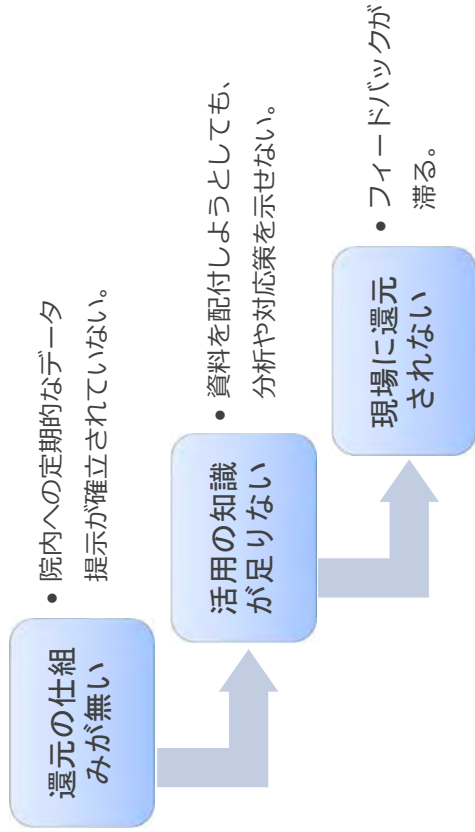 還元の仕組
みが無い
• 院内への定期的なデータ
提示が確立されていない。
活用の知識
が足りない
• 資料を配付しようとしても、
分析や対応策を示せない。
現場に還元
されない
• フィードバックが
滞る。